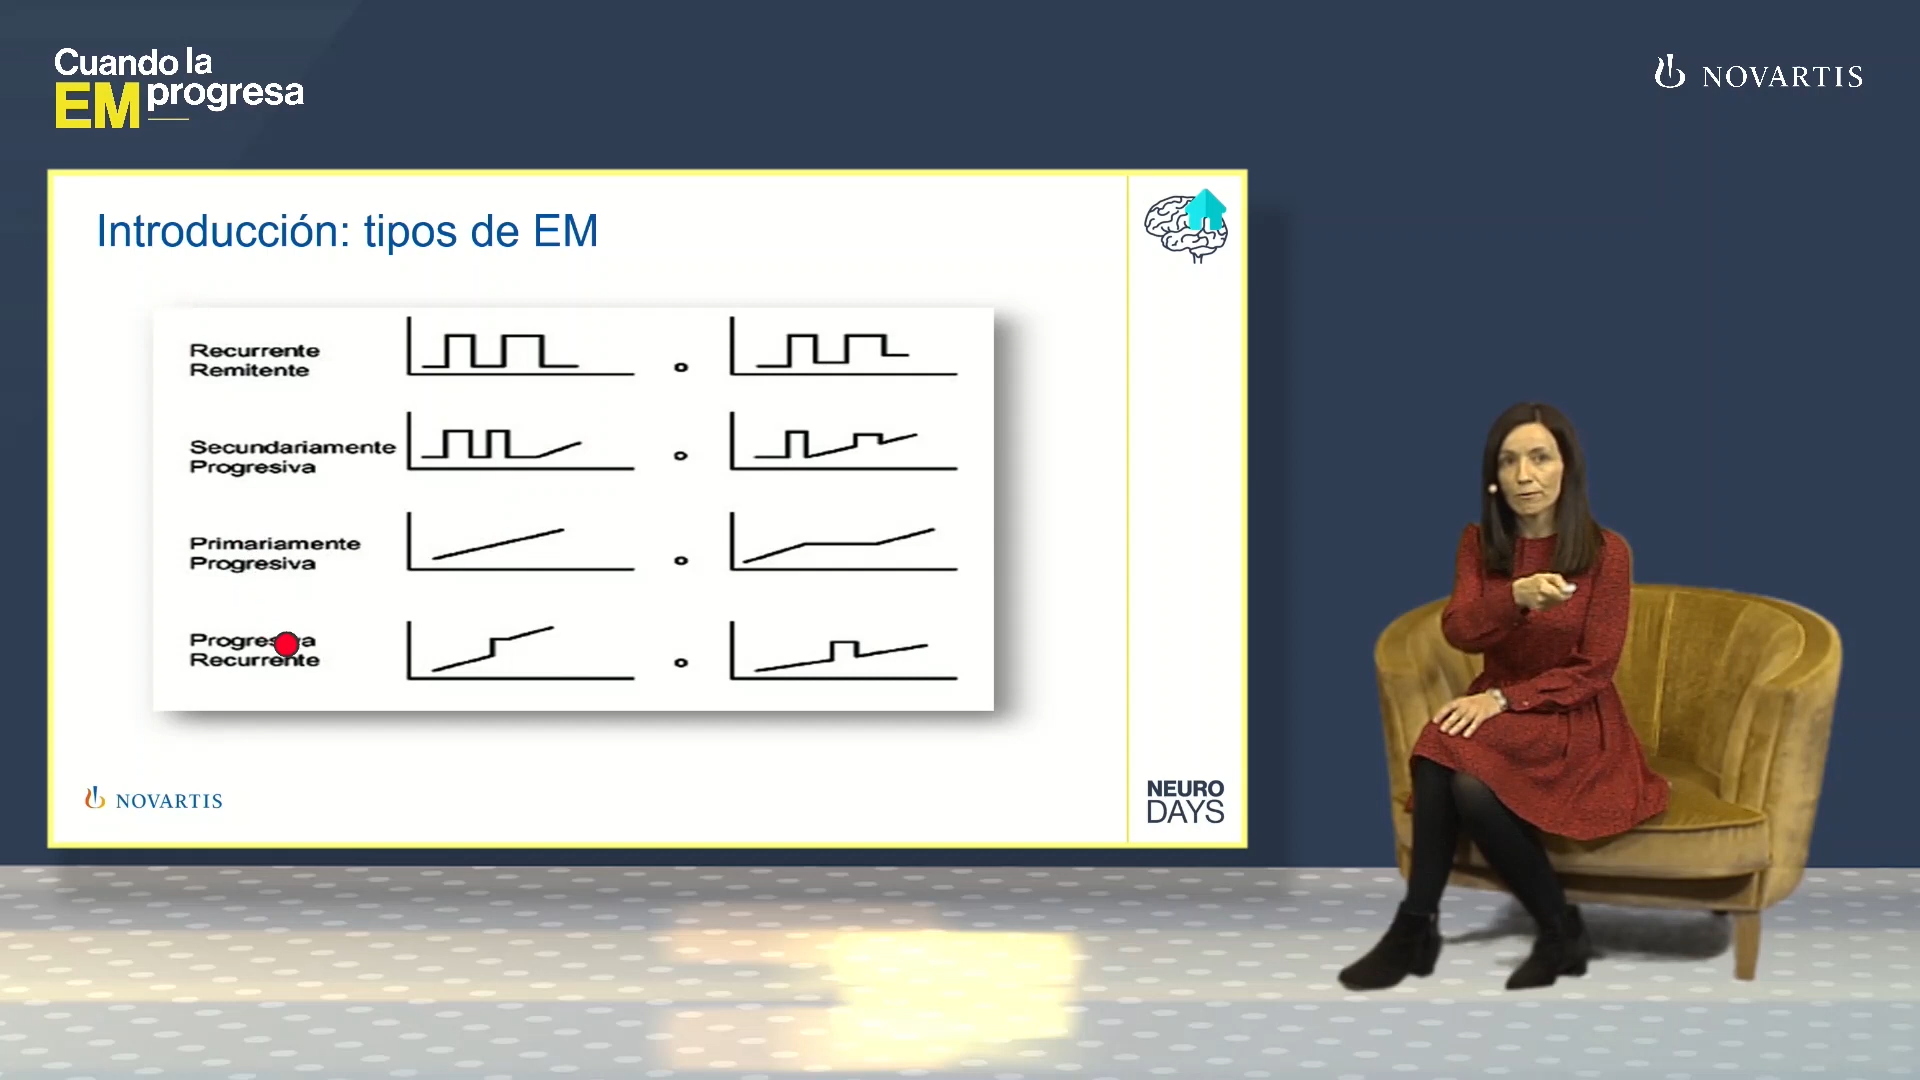 Cuando la
EM progresa
NOVARTIS
Introducción: tipos de EM
Recurrente
Remitente
o
Secundariamente
Progresiva
o
Primariamente
Progresiva
o
Progresiva
Recurrente
o
NOVARTIS
NEURO
DAYS